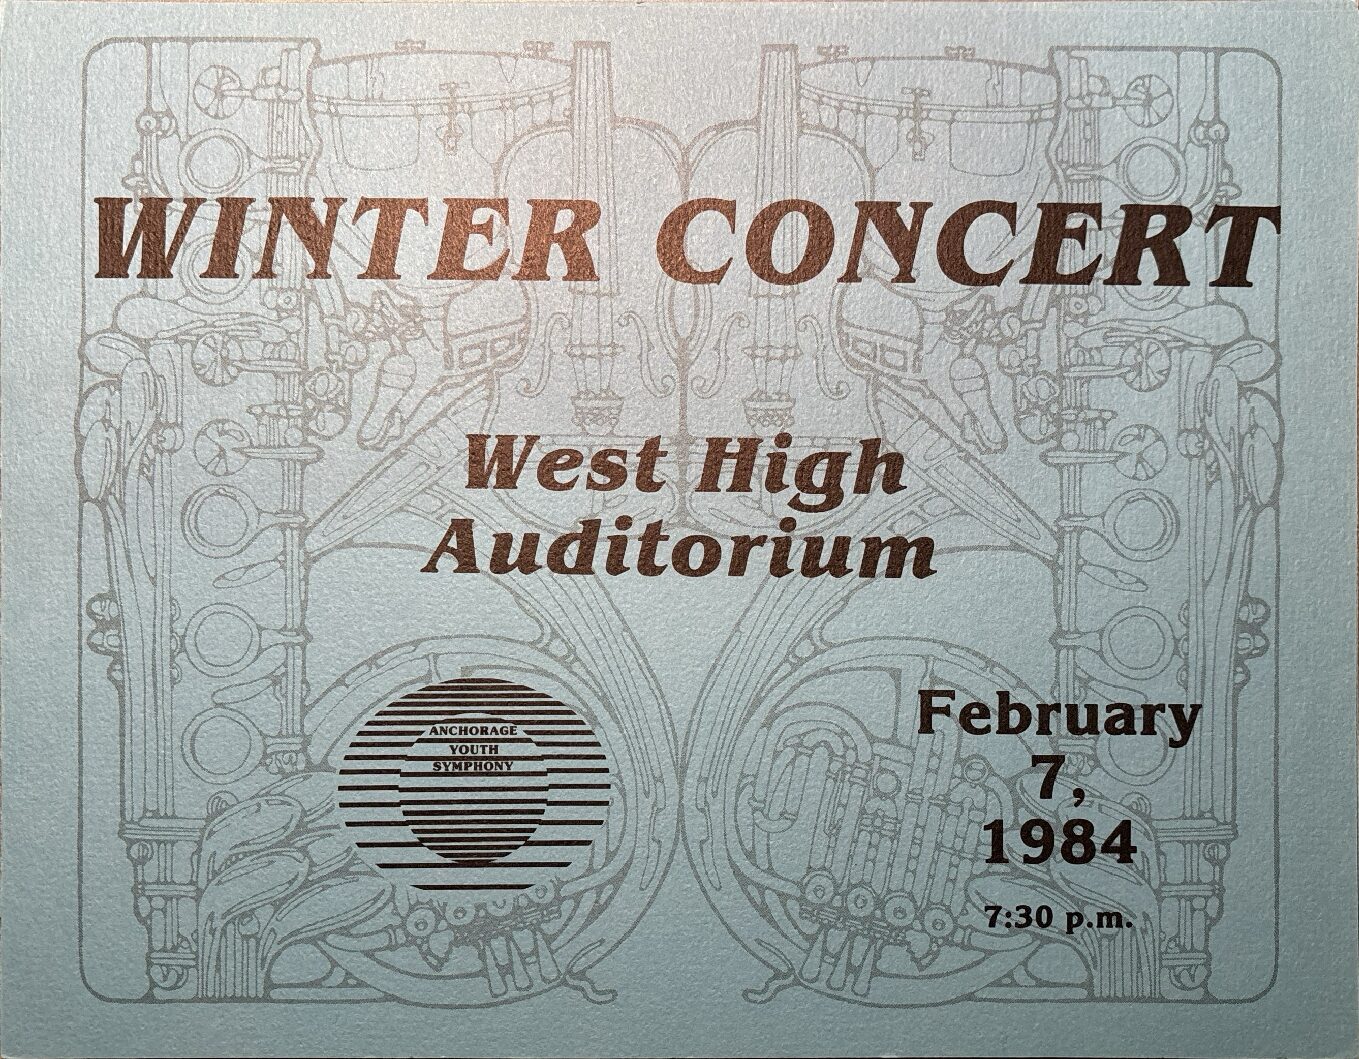 WINTER CONCERT
West High
Auditorium
ANCHORAGE
YOUTH
SYMPHONY
February
7,
1984
7:30 p.m.